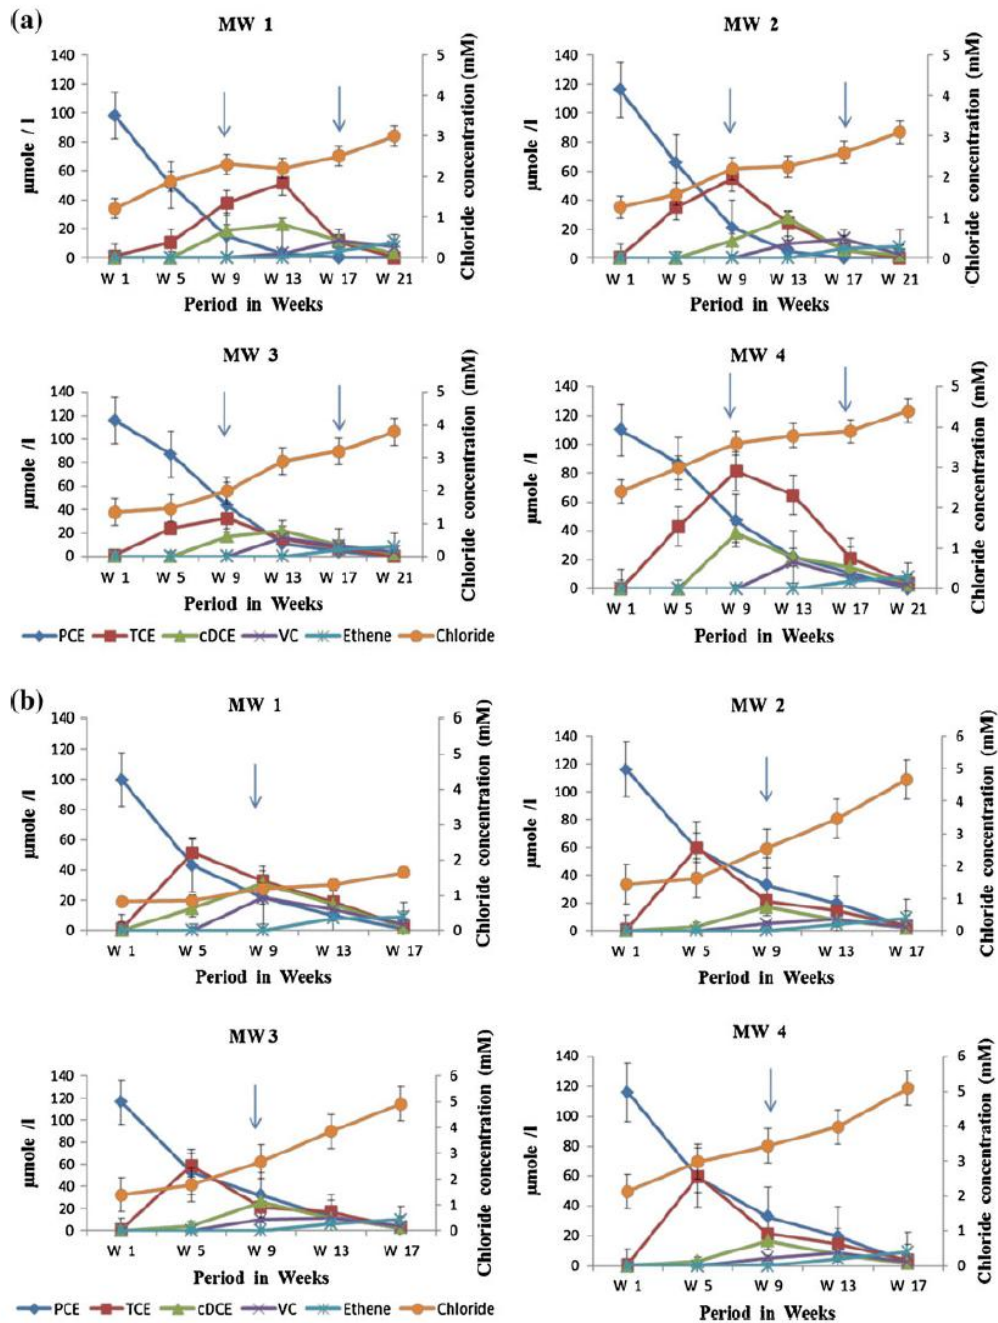 (a)
MW 1
140
120
100
80
60
40
20
0
µmole / l
5
4
3
2
1
0
Chloride concentration (mM)
W 1 W 5 W 9 W 13 W 17 W 21
Period in Weeks
MW 2
140
120
100
80
60
40
20
0
µmole /l
5
4
3
2
1
0
Chloride concentration (mM)
W 1 W 5 W 9 W 13 W 17 W 21
Period in Weeks
MW 3
140
120
100
80
60
40
20
0
µmole /l
5
4
3
2
1
0
Chloride concentration (mM)
W 1 W 5 W 9 W 13 W 17 W 21
Period in Weeks
MW 4
140
120
100
80
60
40
20
0
µmole /l
5
4
3
2
1
0
Chloride concentration (mM)
W 1 W 5 W 9 W 13 W 17 W 21
Period in Weeks
PCE TCE cDCE VC Ethene Chloride
(b)
MW 1
140
120
100
80
60
40
20
0
µmole /l
6
5
4
3
2
1
0
Chloride concentration (mM)
W 1 W 5 W 9 W 13 W 17
Period in Weeks
MW 2
140
120
100
80
60
40
20
0
µmole /l
6
5
4
3
2
1
0
Chloride concentration (mM)
W 1 W 5 W 9 W 13 W 17
Period in Weeks
MW3
140
120
100
80
60
40
20
0
µmole /l
6
5
4
3
2
1
0
Chloride concentration (mM)
W 1 W 5 W 9 W 13 W 17
Period in Weeks
MW 4
140
120
100
80
60
40
20
0
µmole /l
6
5
4
3
2
1
0
Chloride concentration (mM)
W 1 W 5 W 9 W 13 W 17
Period in Weeks
PCE TCE cDCE VC Ethene Chloride